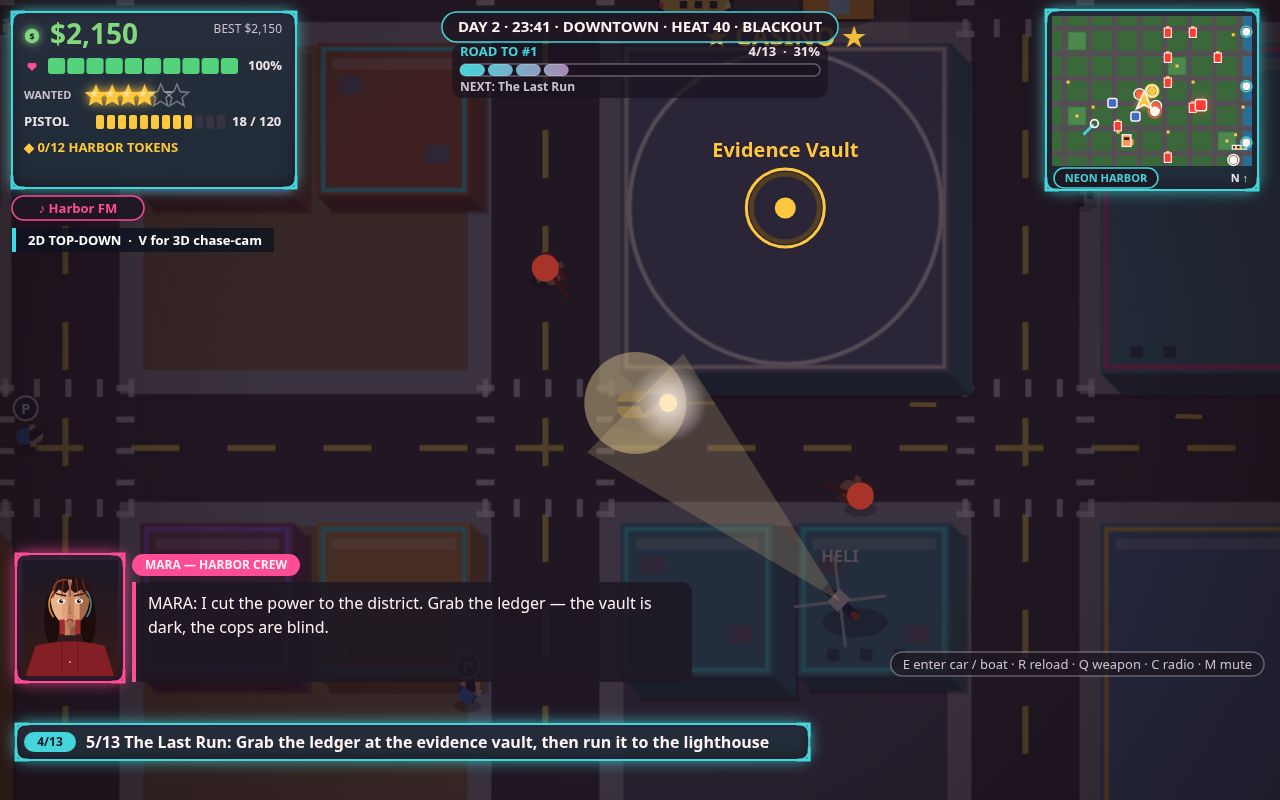 $2,150
BEST $2,150
100%
WANTED
PISTOL
18 / 120
◆ 0/12 HARBOR TOKENS
♪ Harbor FM
2D TOP-DOWN · V for 3D chase-cam
DAY 2 · 23:41 · DOWNTOWN · HEAT 40 · BLACKOUT
★ CASINO ★
ROAD TO #1
4/13 · 31%
NEXT: The Last Run
NEON HARBOR
N ↑
Evidence Vault
P
HELI
MARA — HARBOR CREW
MARA: I cut the power to the district. Grab the ledger — the vault is
dark, the cops are blind.
P
E enter car / boat · R reload · Q weapon · C radio · M mute
4/13
5/13 The Last Run: Grab the ledger at the evidence vault, then run it to the lighthouse